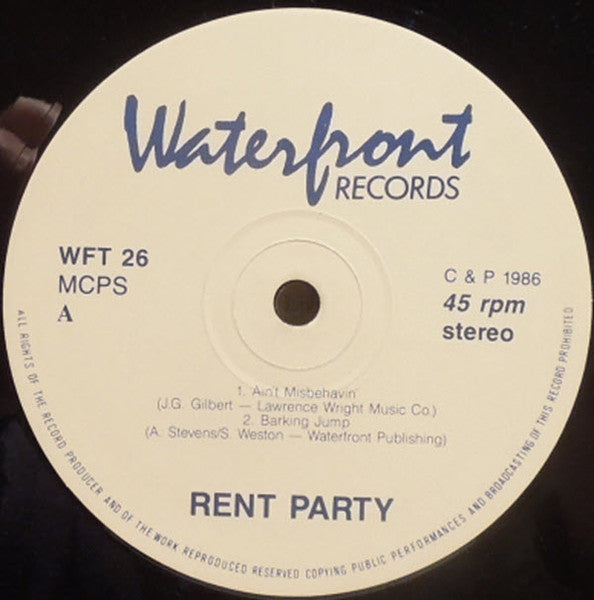 Waterfront
RECORDS
WFT 26
MCPS
A
C & P 1986
45 rpm
stereo
1. Ain't Misbehavin'
(J.G. Gilbert — Lawrence Wright Music Co.)
2. Barking Jump
(A. Stevens/S. Weston — Waterfront Publishing)
RENT PARTY
ALL RIGHTS OF THE RECORD PRODUCER AND OF THE WORK REPRODUCED RESERVED COPYING PUBLIC PERFORMANCES AND BROADCASTING OF THIS RECORD PROHIBITED